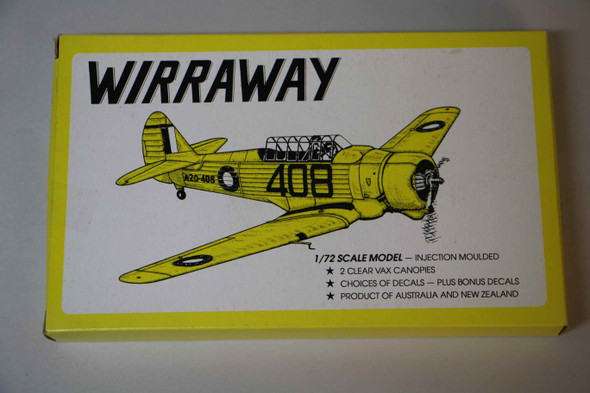 WIRRAWAY
A20-408
408
1/72 SCALE MODEL — INJECTION MOULDED
★ 2 CLEAR VAX CANOPIES
★ CHOICES OF DECALS — PLUS BONUS DECALS
★ PRODUCT OF AUSTRALIA AND NEW ZEALAND